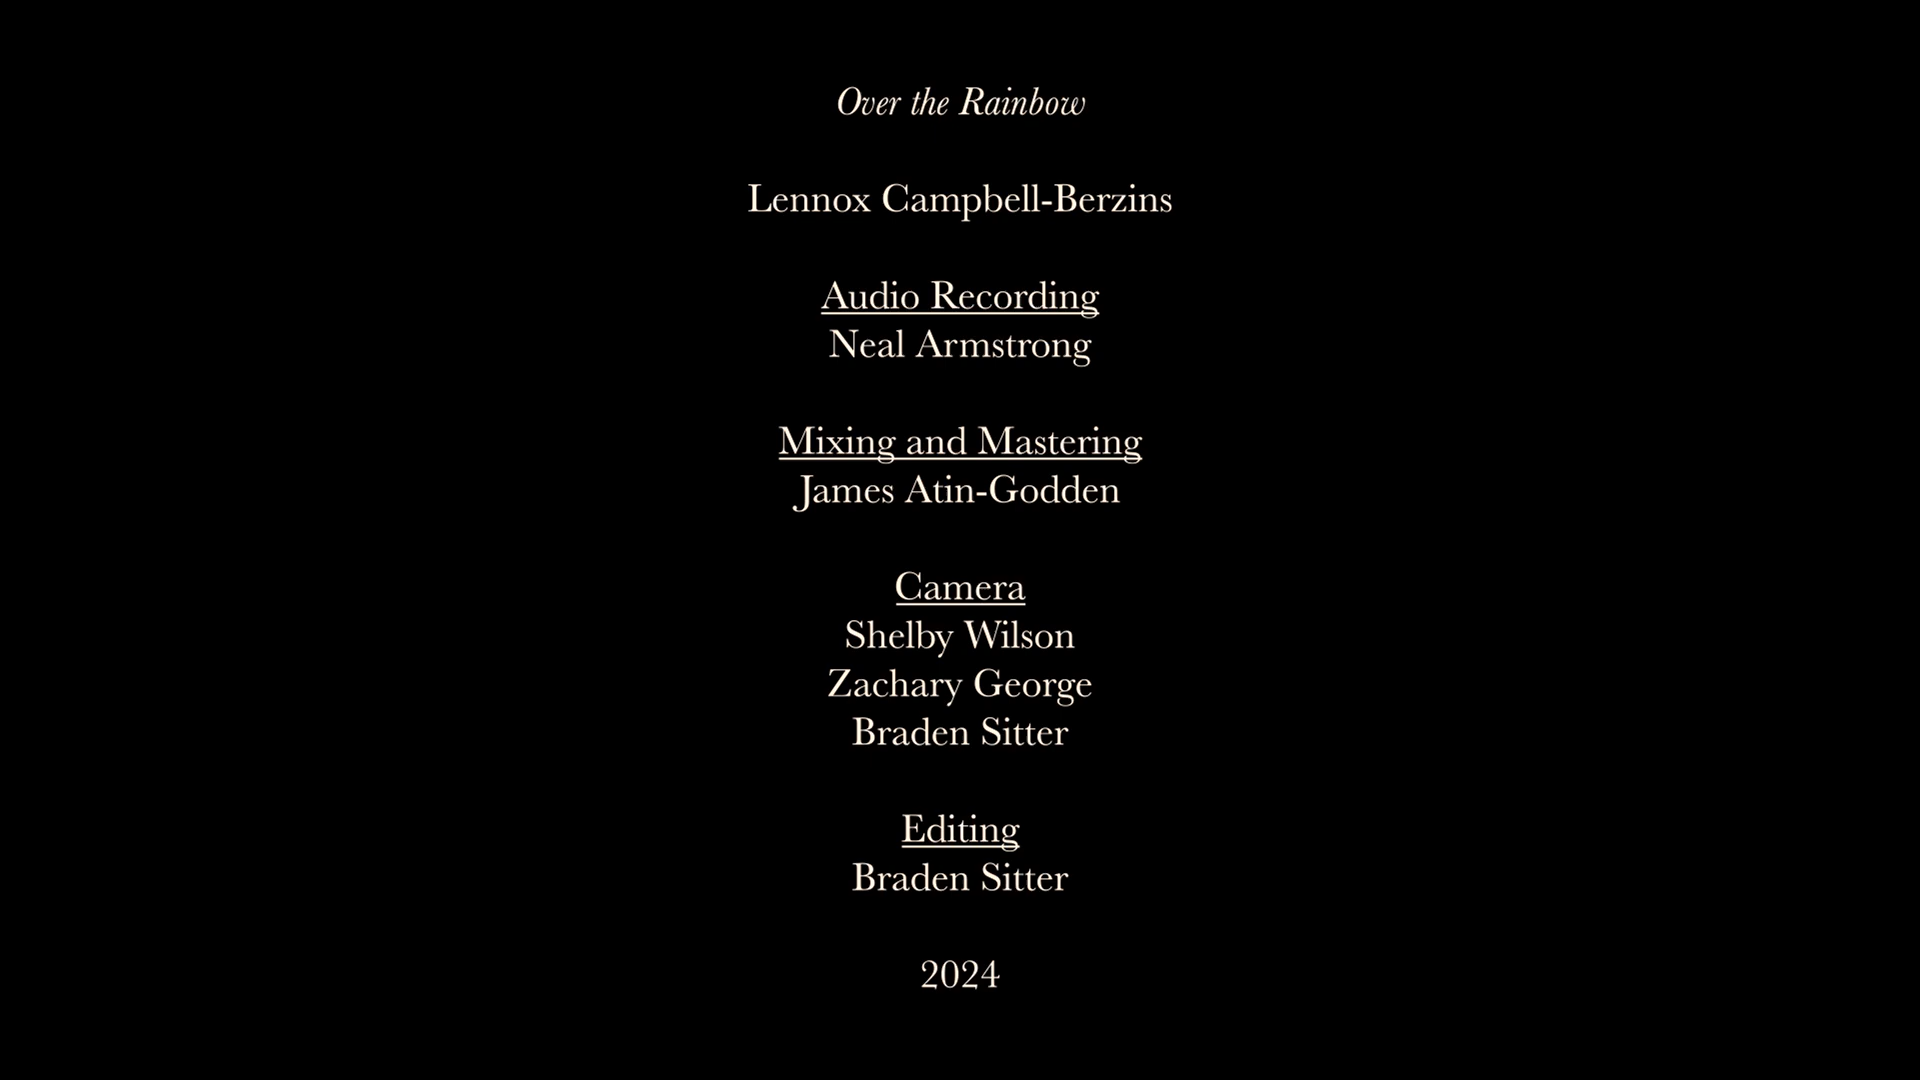 Over the Rainbow
Lennox Campbell-Berzins
Audio Recording
Neal Armstrong
Mixing and Mastering
James Atin-Godden
Camera
Shelby Wilson
Zachary George
Braden Sitter
Editing
Braden Sitter
2024